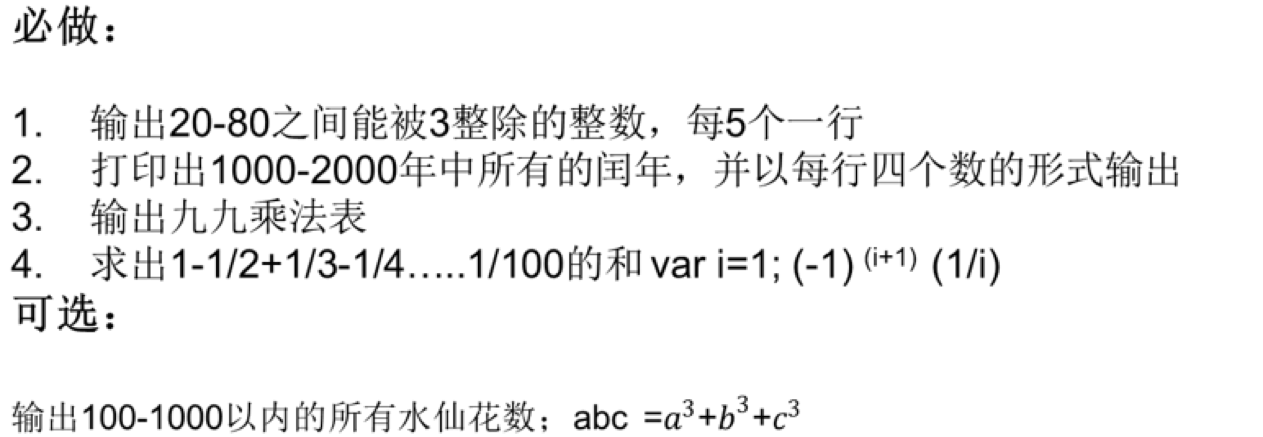 必做：
1. 输出20-80之间能被3整除的整数，每5个一行
2. 打印出1000-2000年中所有的闰年，并以每行四个数的形式输出
3. 输出九九乘法表
4. 求出1-1/2+1/3-1/4…..1/100的和 var i=1; (-1) ⁽ⁱ⁺¹⁾ (1/i)
可选：
输出100-1000以内的所有水仙花数；abc =a³+b³+c³